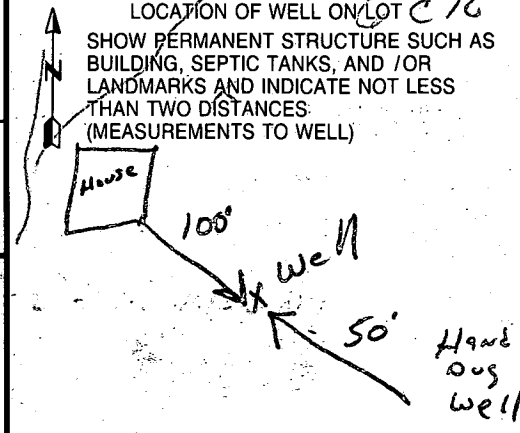 LOCATION OF WELL ON LOT
SHOW PERMANENT STRUCTURE SUCH AS
BUILDING, SEPTIC TANKS, AND /OR
LANDMARKS AND INDICATE NOT LESS
THAN TWO DISTANCES
(MEASUREMENTS TO WELL)
N
House
100'
X Well
50'
Hand
Dug
Well